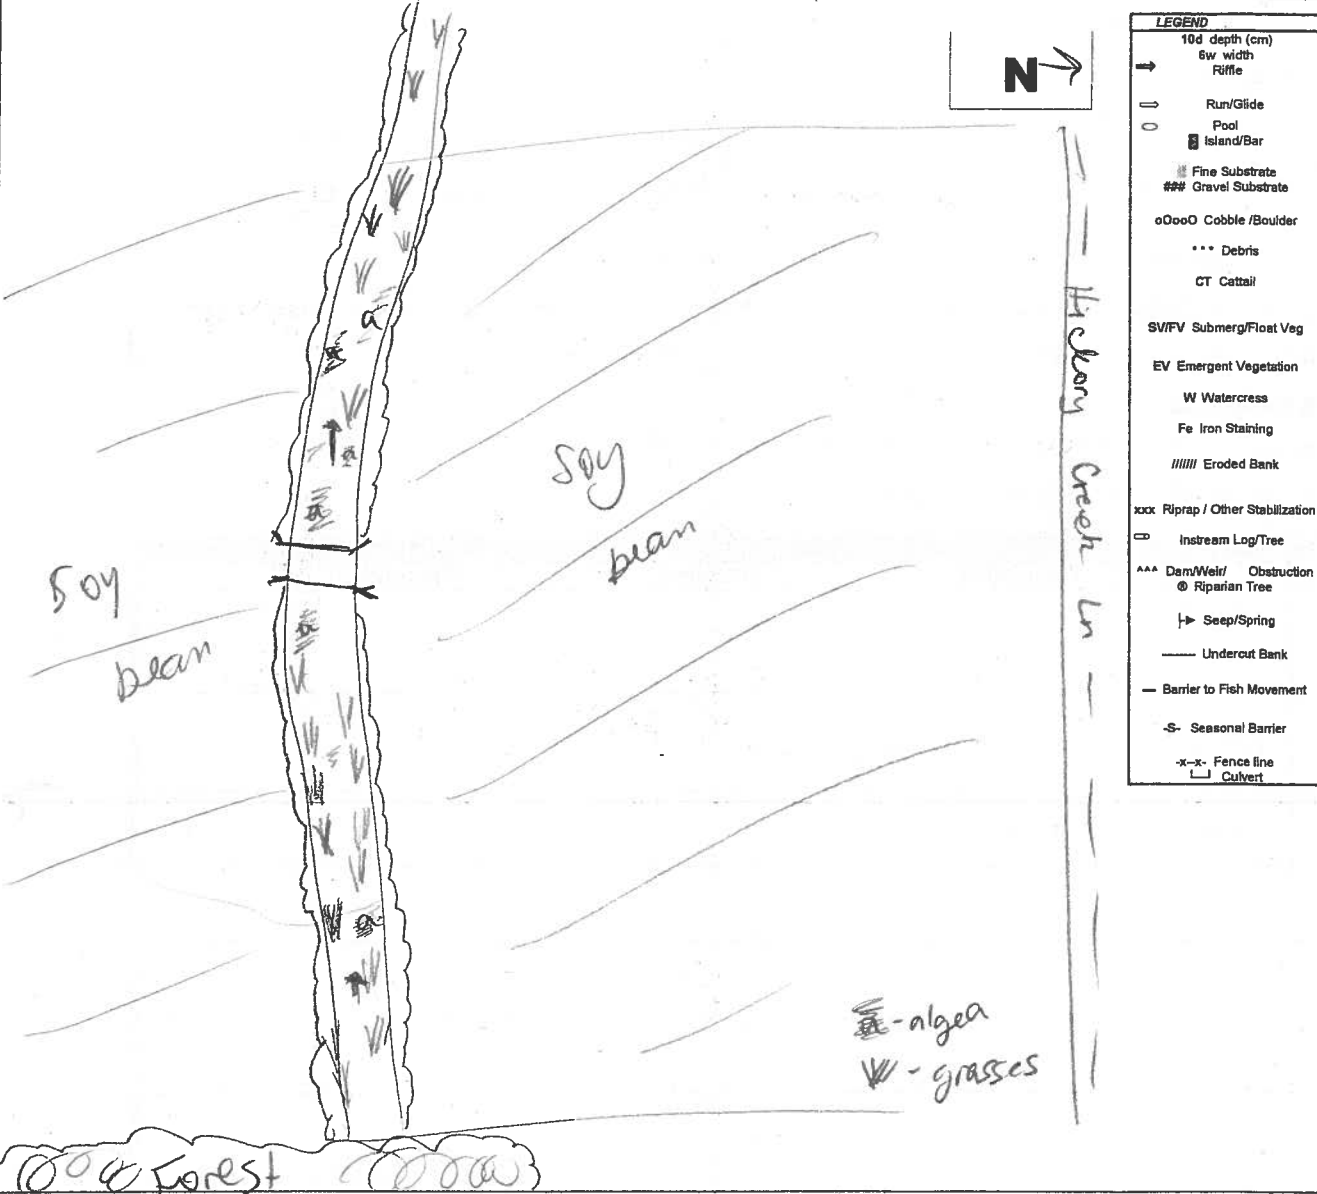 N
LEGEND
10d depth (cm)
6w width
Riffle
Run/Glide
Pool
Island/Bar
Fine Substrate
### Gravel Substrate
oOooO Cobble /Boulder
*** Debris
CT Cattail
SV/FV Submerg/Float Veg
EV Emergent Vegetation
W Watercress
Fe Iron Staining
/////// Eroded Bank
xxx Riprap / Other Stabilization
Instream Log/Tree
^^^ Dam/Weir/ Obstruction
® Riparian Tree
Seep/Spring
Undercut Bank
Barrier to Fish Movement
-S- Seasonal Barrier
-x--x- Fence line
Culvert
Hickory Creek Ln
a
a
a
a
a
a
a
Soy
bean
Soy
bean
a - algea
- grasses
Forest